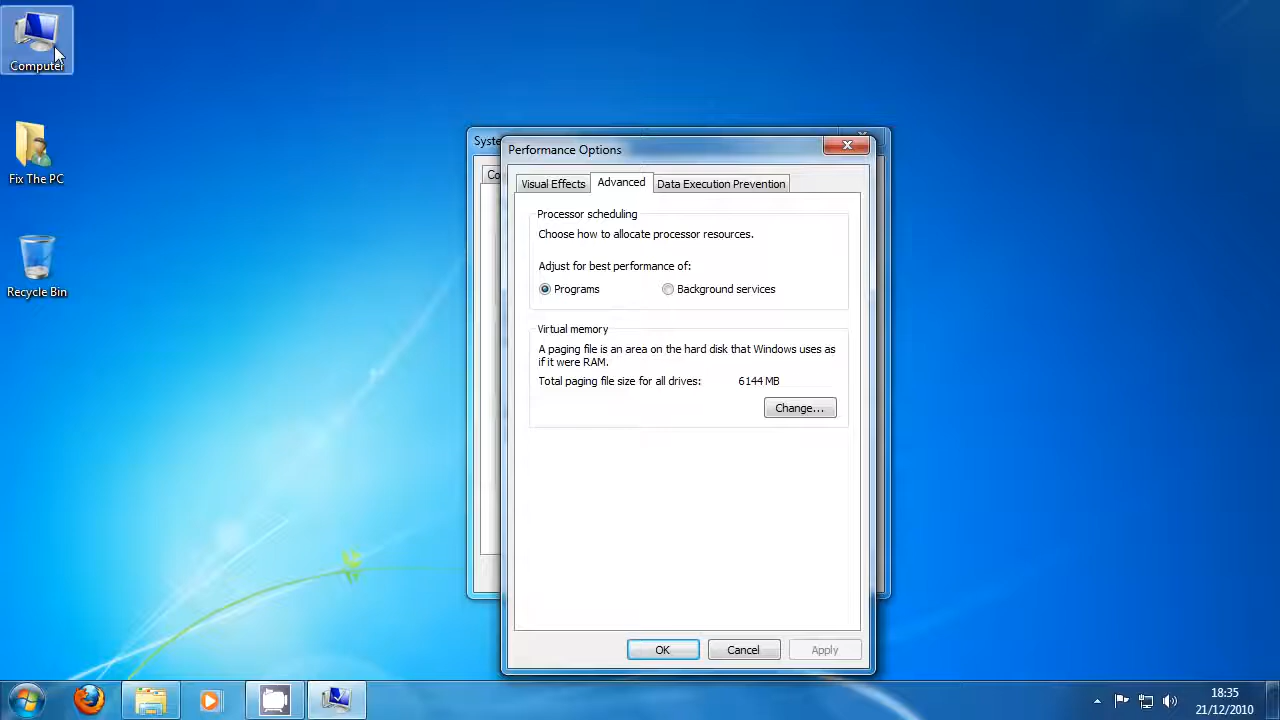 Computer
Fix The PC
Recycle Bin
Syste
Co
Performance Options
Visual Effects
Advanced
Data Execution Prevention
Processor scheduling
Choose how to allocate processor resources.
Adjust for best performance of:
Programs
Background services
Virtual memory
A paging file is an area on the hard disk that Windows uses as
if it were RAM.
Total paging file size for all drives: 6144 MB
Change...
OK
Cancel
Apply
18:35
21/12/2010